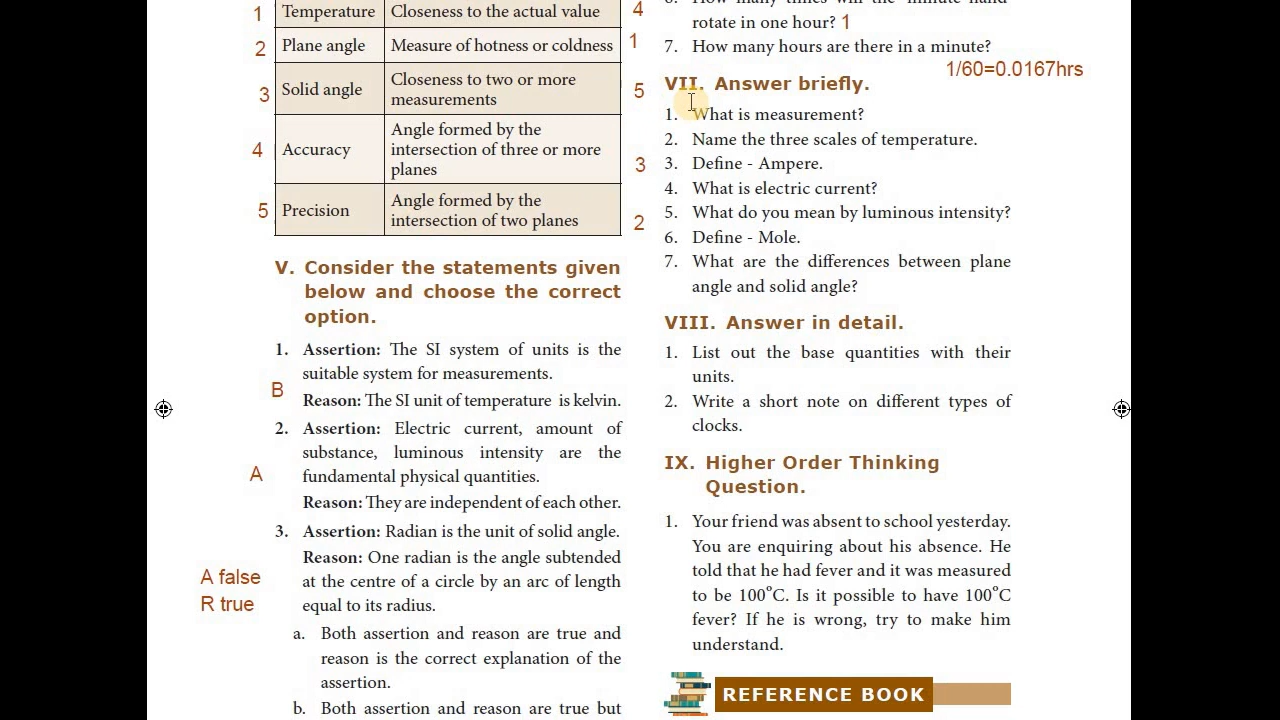 1 Temperature Closeness to the actual value 4
2 Plane angle Measure of hotness or coldness 1
3 Solid angle Closeness to two or more measurements 5
4 Accuracy Angle formed by the intersection of three or more planes 3
5 Precision Angle formed by the intersection of two planes 2
V. Consider the statements given
below and choose the correct
option.
1. Assertion: The SI system of units is the
suitable system for measurements.
B
Reason: The SI unit of temperature is kelvin.
2. Assertion: Electric current, amount of
substance, luminous intensity are the
A
fundamental physical quantities.
Reason: They are independent of each other.
3. Assertion: Radian is the unit of solid angle.
Reason: One radian is the angle subtended
A false
at the centre of a circle by an arc of length
R true
equal to its radius.
a. Both assertion and reason are true and
reason is the correct explanation of the
assertion.
b. Both assertion and reason are true but
rotate in one hour? 1
7. How many hours are there in a minute?
1/60=0.0167hrs
VII. Answer briefly.
1. What is measurement?
2. Name the three scales of temperature.
3. Define - Ampere.
4. What is electric current?
5. What do you mean by luminous intensity?
6. Define - Mole.
7. What are the differences between plane
angle and solid angle?
VIII. Answer in detail.
1. List out the base quantities with their
units.
2. Write a short note on different types of
clocks.
IX. Higher Order Thinking
Question.
1. Your friend was absent to school yesterday.
You are enquiring about his absence. He
told that he had fever and it was measured
to be 100°C. Is it possible to have 100°C
fever? If he is wrong, try to make him
understand.
REFERENCE BOOK